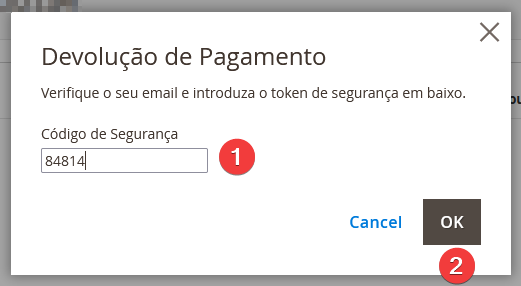 Devolução de Pagamento
Verifique o seu email e introduza o token de segurança em baixo.
Código de Segurança
84814
1
Cancel
OK
2